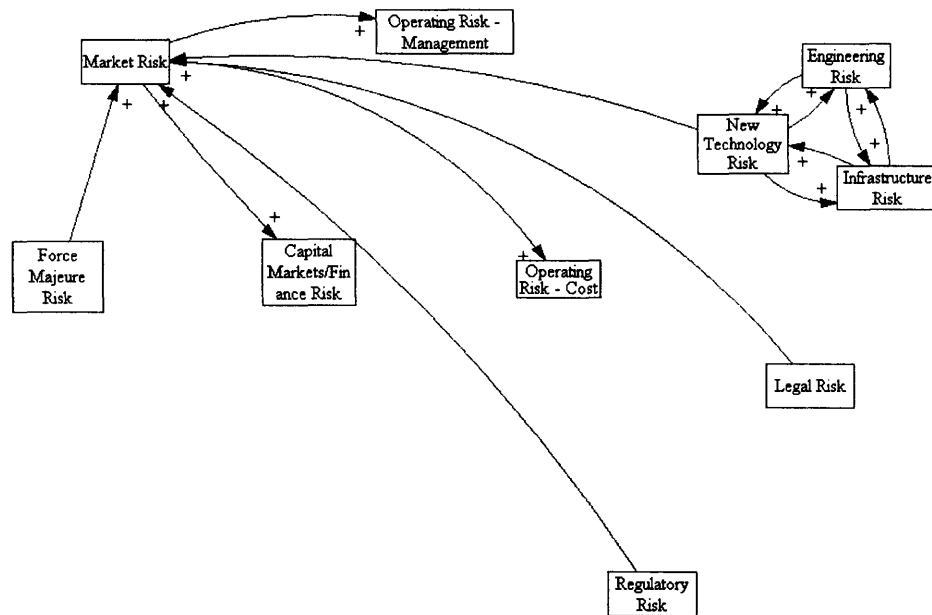 Operating Risk -
Management
+
Market Risk
+
Engineering
Risk
+
+
New
Technology
Risk
+
+
+
+
Infrastructure
Risk
+
+
+
Force
Majeure
Risk
+
Capital
Markets/Fin
ance Risk
+
Operating
Risk - Cost
Legal Risk
Regulatory
Risk